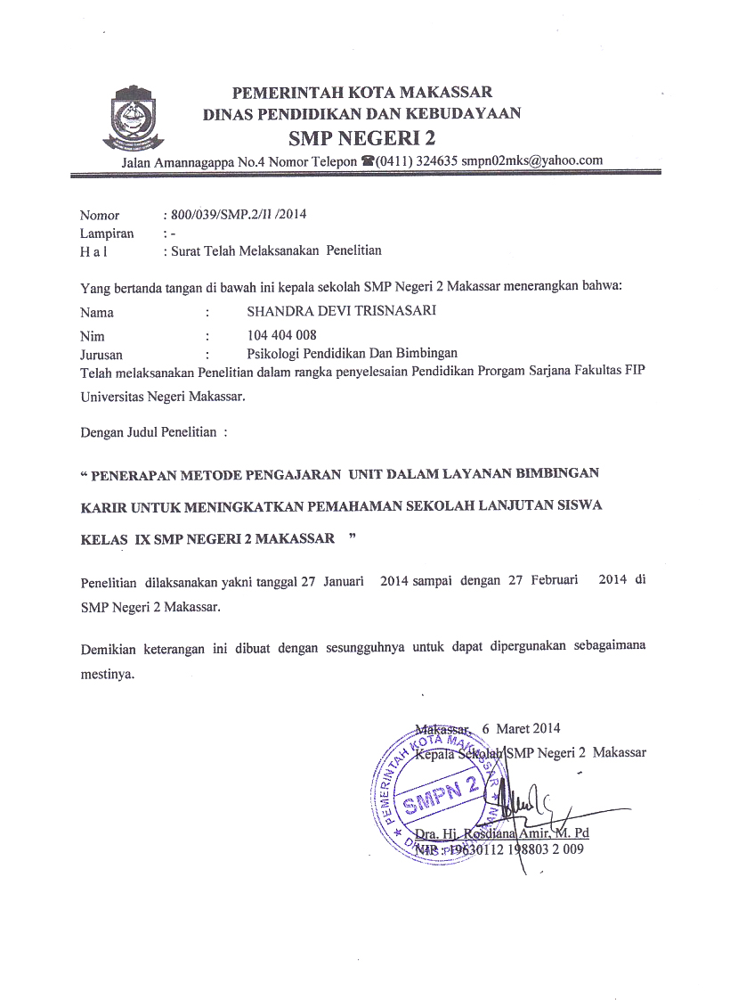 PEMERINTAH KOTA MAKASSAR
DINAS PENDIDIKAN DAN KEBUDAYAAN
SMP NEGERI 2
Jalan Amannagappa No.4 Nomor Telepon ☎(0411) 324635 smpn02mks@yahoo.com
Nomor : 800/039/SMP.2/II /2014
Lampiran : -
H a l : Surat Telah Melaksanakan Penelitian
Yang bertanda tangan di bawah ini kepala sekolah SMP Negeri 2 Makassar menerangkan bahwa:
Nama : SHANDRA DEVI TRISNASARI
Nim : 104 404 008
Jurusan : Psikologi Pendidikan Dan Bimbingan
Telah melaksanakan Penelitian dalam rangka penyelesaian Pendidikan Prorgam Sarjana Fakultas FIP
Universitas Negeri Makassar.
Dengan Judul Penelitian :
“ PENERAPAN METODE PENGAJARAN UNIT DALAM LAYANAN BIMBINGAN
KARIR UNTUK MENINGKATKAN PEMAHAMAN SEKOLAH LANJUTAN SISWA
KELAS IX SMP NEGERI 2 MAKASSAR ”
Penelitian dilaksanakan yakni tanggal 27 Januari 2014 sampai dengan 27 Februari 2014 di
SMP Negeri 2 Makassar.
Demikian keterangan ini dibuat dengan sesungguhnya untuk dapat dipergunakan sebagaimana
mestinya.
Makassar, 6 Maret 2014
Kepala Sekolah SMP Negeri 2 Makassar
PEMERINTAH KOTA MAKASSAR
SMPN 2
DINAS PENDIDIKAN
Dra. Hj. Rosdiana Amir, M. Pd
NIP : 19630112 198803 2 009